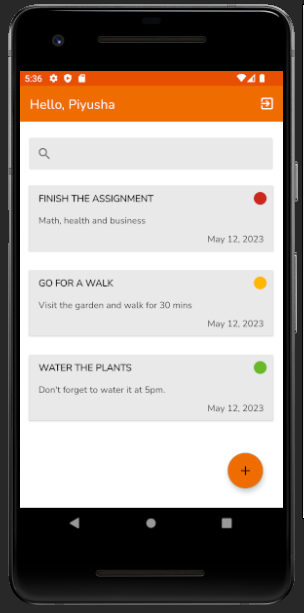 5:36
Hello, Piyusha
FINISH THE ASSIGNMENT
Math, health and business
May 12, 2023
GO FOR A WALK
Visit the garden and walk for 30 mins
May 12, 2023
WATER THE PLANTS
Don't forget to water it at 5pm.
May 12, 2023
+